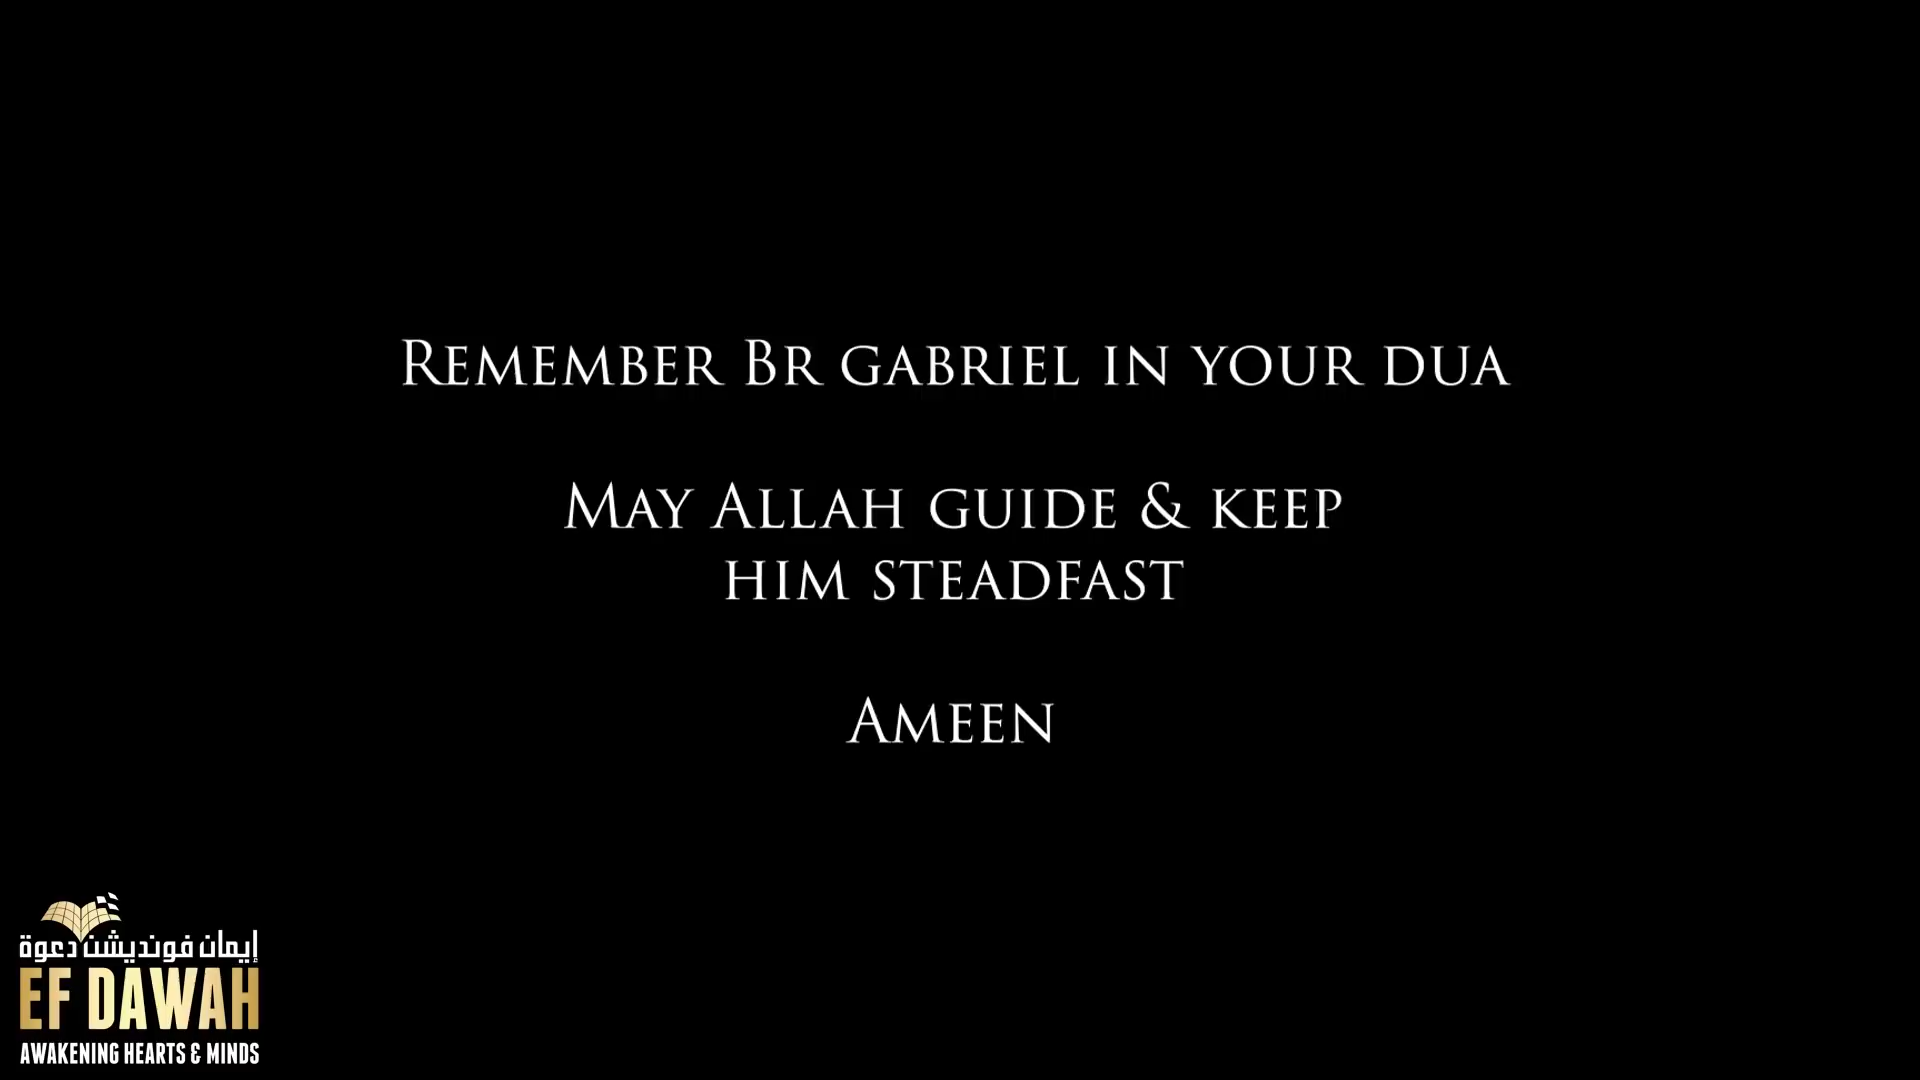 Remember Br gabriel in your dua
May Allah guide & keep
him steadfast
Ameen
إيمان فونديشن دعوة
EF DAWAH
AWAKENING HEARTS & MINDS